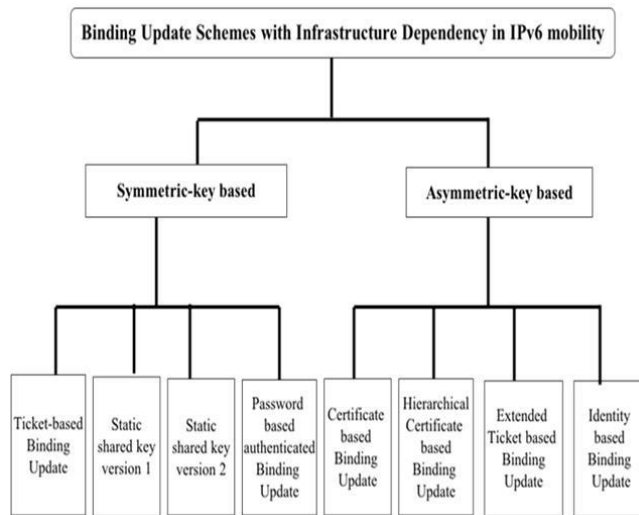 Binding Update Schemes with Infrastructure Dependency in IPv6 mobility
Symmetric-key based
Asymmetric-key based
Ticket-based
Binding
Update
Static
shared key
version 1
Static
shared key
version 2
Password
based
authenticated
Binding
Update
Certificate
based
Binding
Update
Hierarchical
Certificate
based
Binding
Update
Extended
Ticket based
Binding
Update
Identity
based
Binding
Update